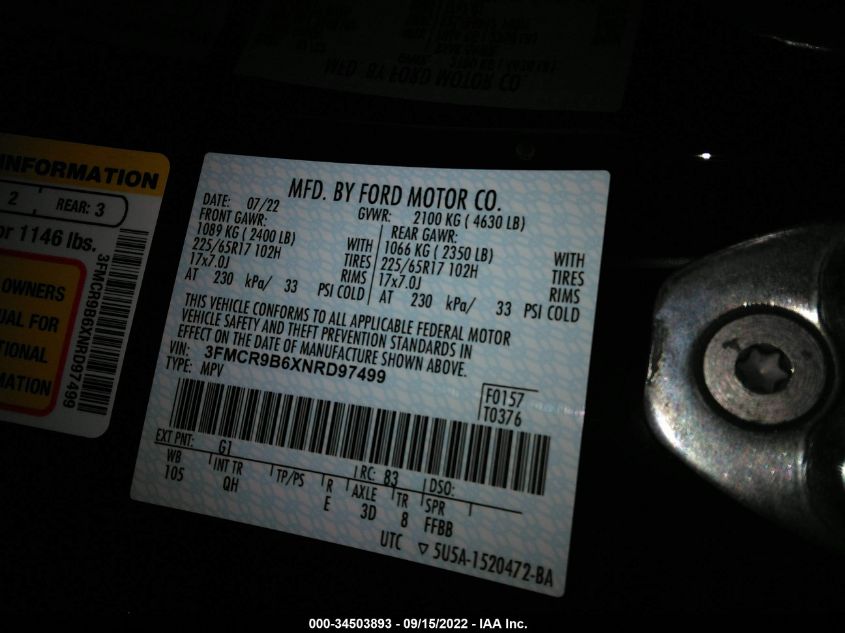 MFD. BY FORD MOTOR CO.
INFORMATION
2 REAR: 3
or 1146 lbs.
3FMCR9B6XNRD97499
OWNERS
UAL FOR
TIONAL
MATION
MFD. BY FORD MOTOR CO.
DATE: 07/22 GVWR: 2100 KG ( 4630 LB)
FRONT GAWR: REAR GAWR:
1089 KG ( 2400 LB) WITH 1066 KG ( 2350 LB) WITH
225/65R17 102H TIRES 225/65R17 102H TIRES
17x7.0J RIMS 17x7.0J RIMS
AT 230 kPa/ 33 PSI COLD AT 230 kPa/ 33 PSI COLD
THIS VEHICLE CONFORMS TO ALL APPLICABLE FEDERAL MOTOR
VEHICLE SAFETY AND THEFT PREVENTION STANDARDS IN
EFFECT ON THE DATE OF MANUFACTURE SHOWN ABOVE.
VIN: 3FMCR9B6XNRD97499
TYPE: MPV
F0157
T0376
EXT PNT: G1 RC: 83 DSO:
WB INT TR TP/PS R AXLE TR SPR
105 QH E 3D 8 FFBB
UTC ▽ 5U5A-1520472-BA
000-34503893 - 09/15/2022 - IAA Inc.